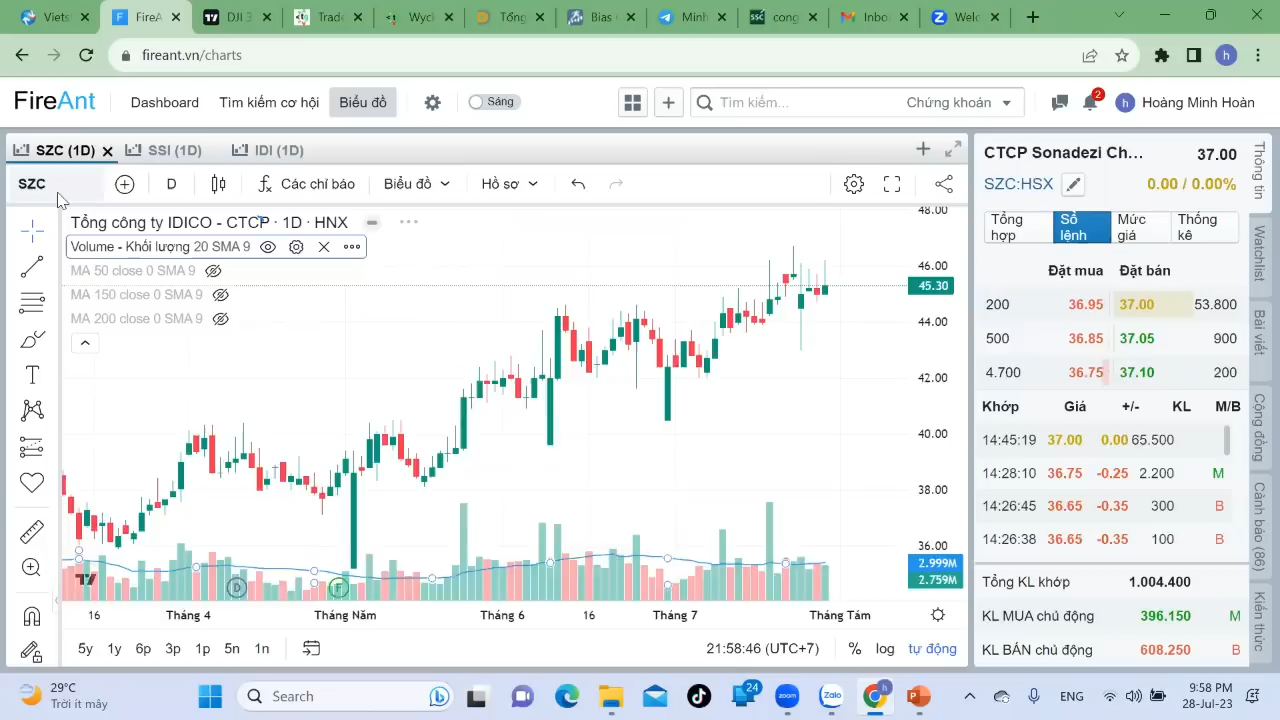 Vietst
FireA
DJI 3
Trade
Wyck
Tổng
Bias
Minh
cong
Inbo
Welc
fireant.vn/charts
FireAnt
Dashboard
Tìm kiếm cơ hội
Biểu đồ
Sáng
Tìm kiếm...
Chứng khoán
2
h
Hoàng Minh Hoàn
SZC (1D)
SSI (1D)
IDI (1D)
SZC
D
Các chỉ báo
Biểu đồ
Hồ sơ
Tổng công ty IDICO - CTCP · 1D · HNX
Volume - Khối lượng 20 SMA 9
MA 50 close 0 SMA 9
MA 150 close 0 SMA 9
MA 200 close 0 SMA 9
48.00
46.00
45.30
44.00
42.00
40.00
38.00
36.00
2.999M
2.759M
D
F
16
Tháng 4
Tháng Năm
Tháng 6
16
Tháng 7
Tháng Tám
5y
1y
6p
3p
1p
5n
1n
21:58:46 (UTC+7)
%
log
tự động
CTCP Sonadezi Ch...
37.00
SZC:HSX
0.00 / 0.00%
Tổng hợp
Sổ lệnh
Mức giá
Thống kê
Đặt mua Đặt bán
200 36.95 37.00 53.800
500 36.85 37.05 900
4.700 36.75 37.10 200
Khớp Giá +/- KL M/B
14:45:19 37.00 0.00 65.500
14:28:10 36.75 -0.25 2.200 M
14:26:45 36.65 -0.35 300 B
14:26:38 36.65 -0.35 100 B
Tổng KL khớp 1.004.400
KL MUA chủ động 396.150 M
KL BÁN chủ động 608.250 B
Thông tin
Watchlist
Bài viết
Cộng đồng
Cảnh báo (86)
Kiến thức
29°C
Trời ít mây
Search
24
zoom
Zalo
ENG
9:58 PM
28-Jul-23